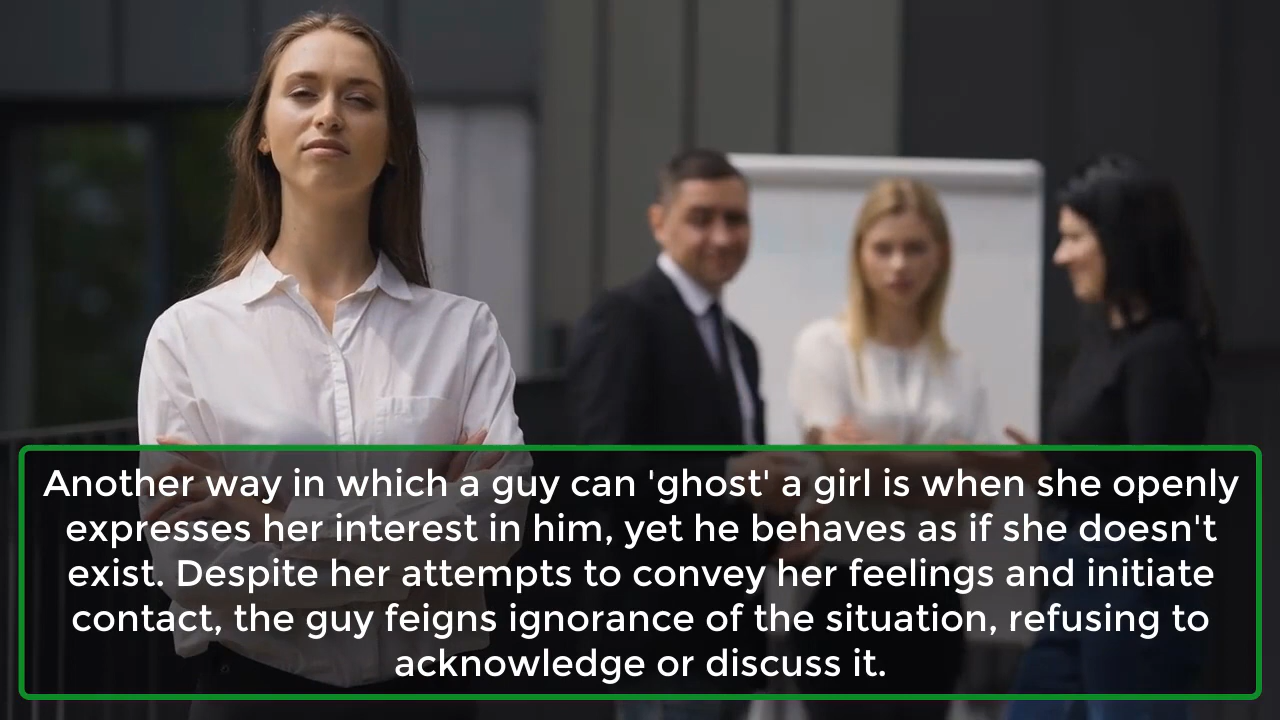 Another way in which a guy can 'ghost' a girl is when she openly
expresses her interest in him, yet he behaves as if she doesn't
exist. Despite her attempts to convey her feelings and initiate
contact, the guy feigns ignorance of the situation, refusing to
acknowledge or discuss it.